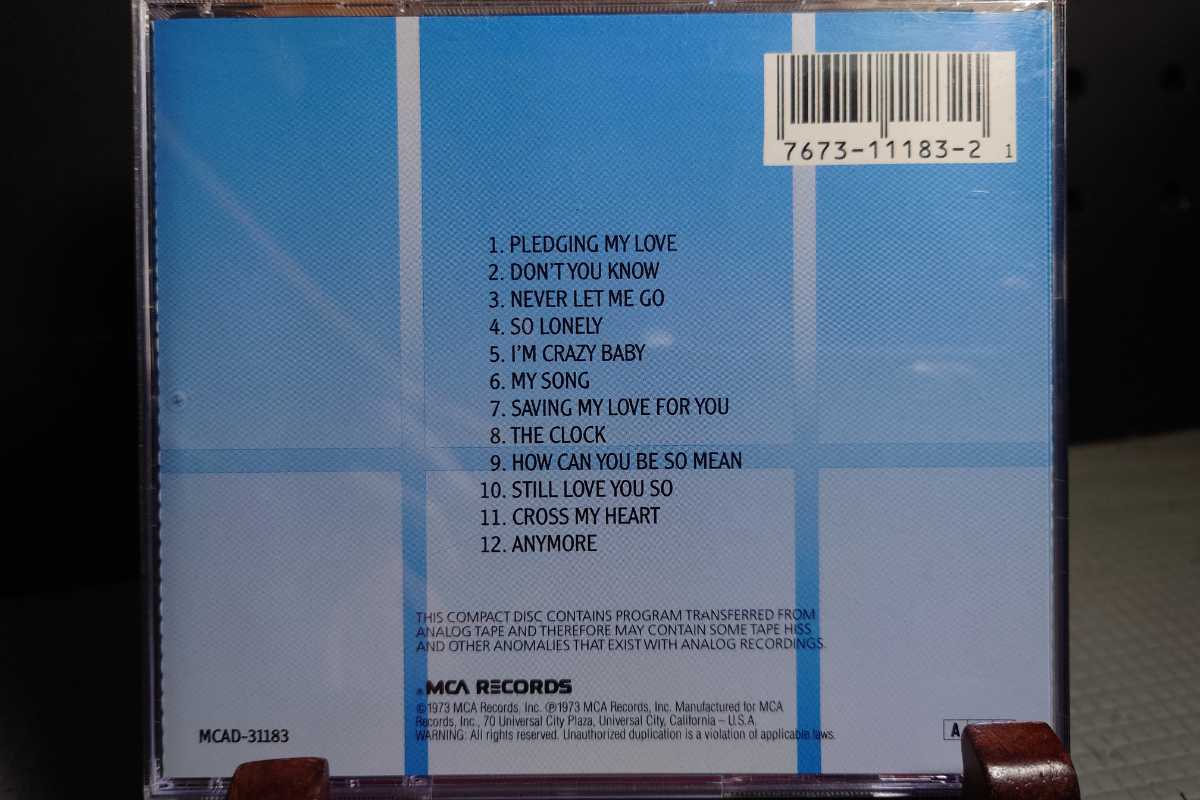 7673-11183-2 1
1. PLEDGING MY LOVE
2. DON'T YOU KNOW
3. NEVER LET ME GO
4. SO LONELY
5. I'M CRAZY BABY
6. MY SONG
7. SAVING MY LOVE FOR YOU
8. THE CLOCK
9. HOW CAN YOU BE SO MEAN
10. STILL LOVE YOU SO
11. CROSS MY HEART
12. ANYMORE
THIS COMPACT DISC CONTAINS PROGRAM TRANSFERRED FROM
ANALOG TAPE AND THEREFORE MAY CONTAIN SOME TAPE HISS
AND OTHER ANOMALIES THAT EXIST WITH ANALOG RECORDINGS.
MCA RECORDS
©1973 MCA Records, Inc. ℗1973 MCA Records, Inc. Manufactured for MCA
Records, Inc., 70 Universal City Plaza, Universal City, California – U.S.A.
WARNING: All rights reserved. Unauthorized duplication is a violation of applicable laws.
MCAD-31183
A